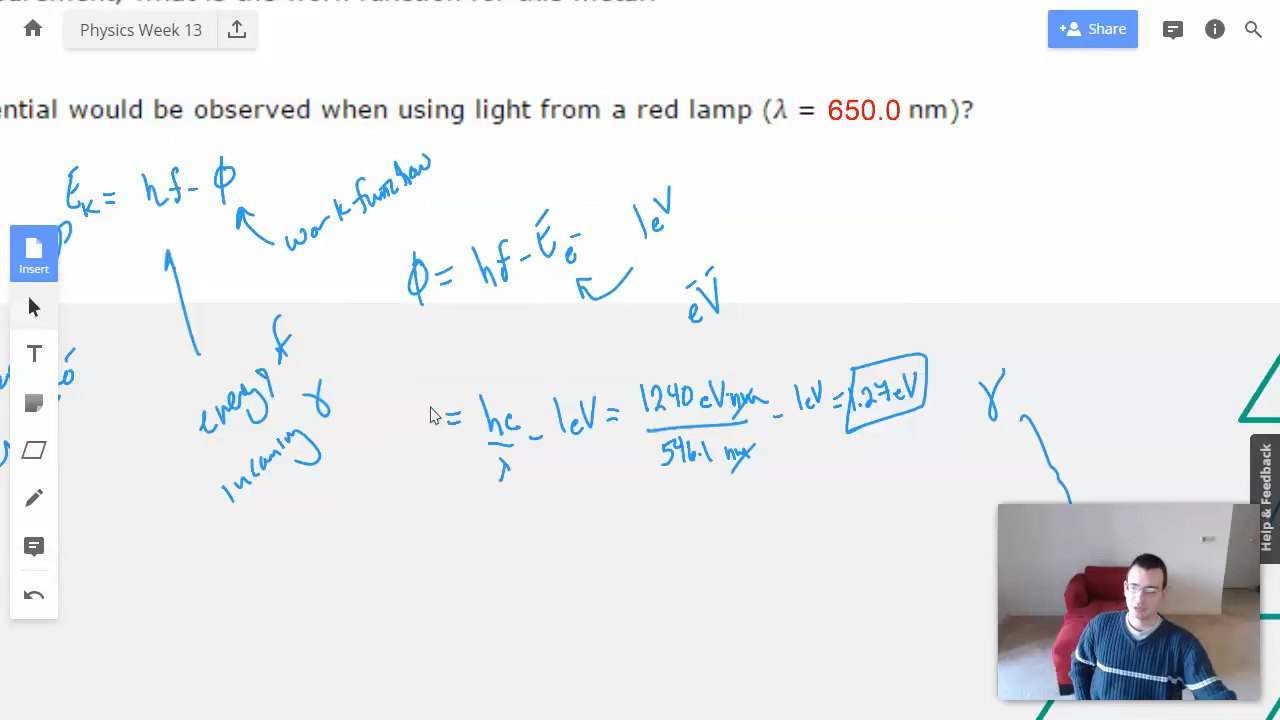 Physics Week 13
Share
ential would be observed when using light from a red lamp (λ = 650.0 nm)?
E_K = hf - ϕ
work function
ϕ = hf - E_e⁻
1eV
e⁻V
Insert
energy of
incoming γ
= hc/λ - 1eV = 1240 eV·nm/546.1 nm - 1eV = 1.27eV
γ
T
Help & Feedback